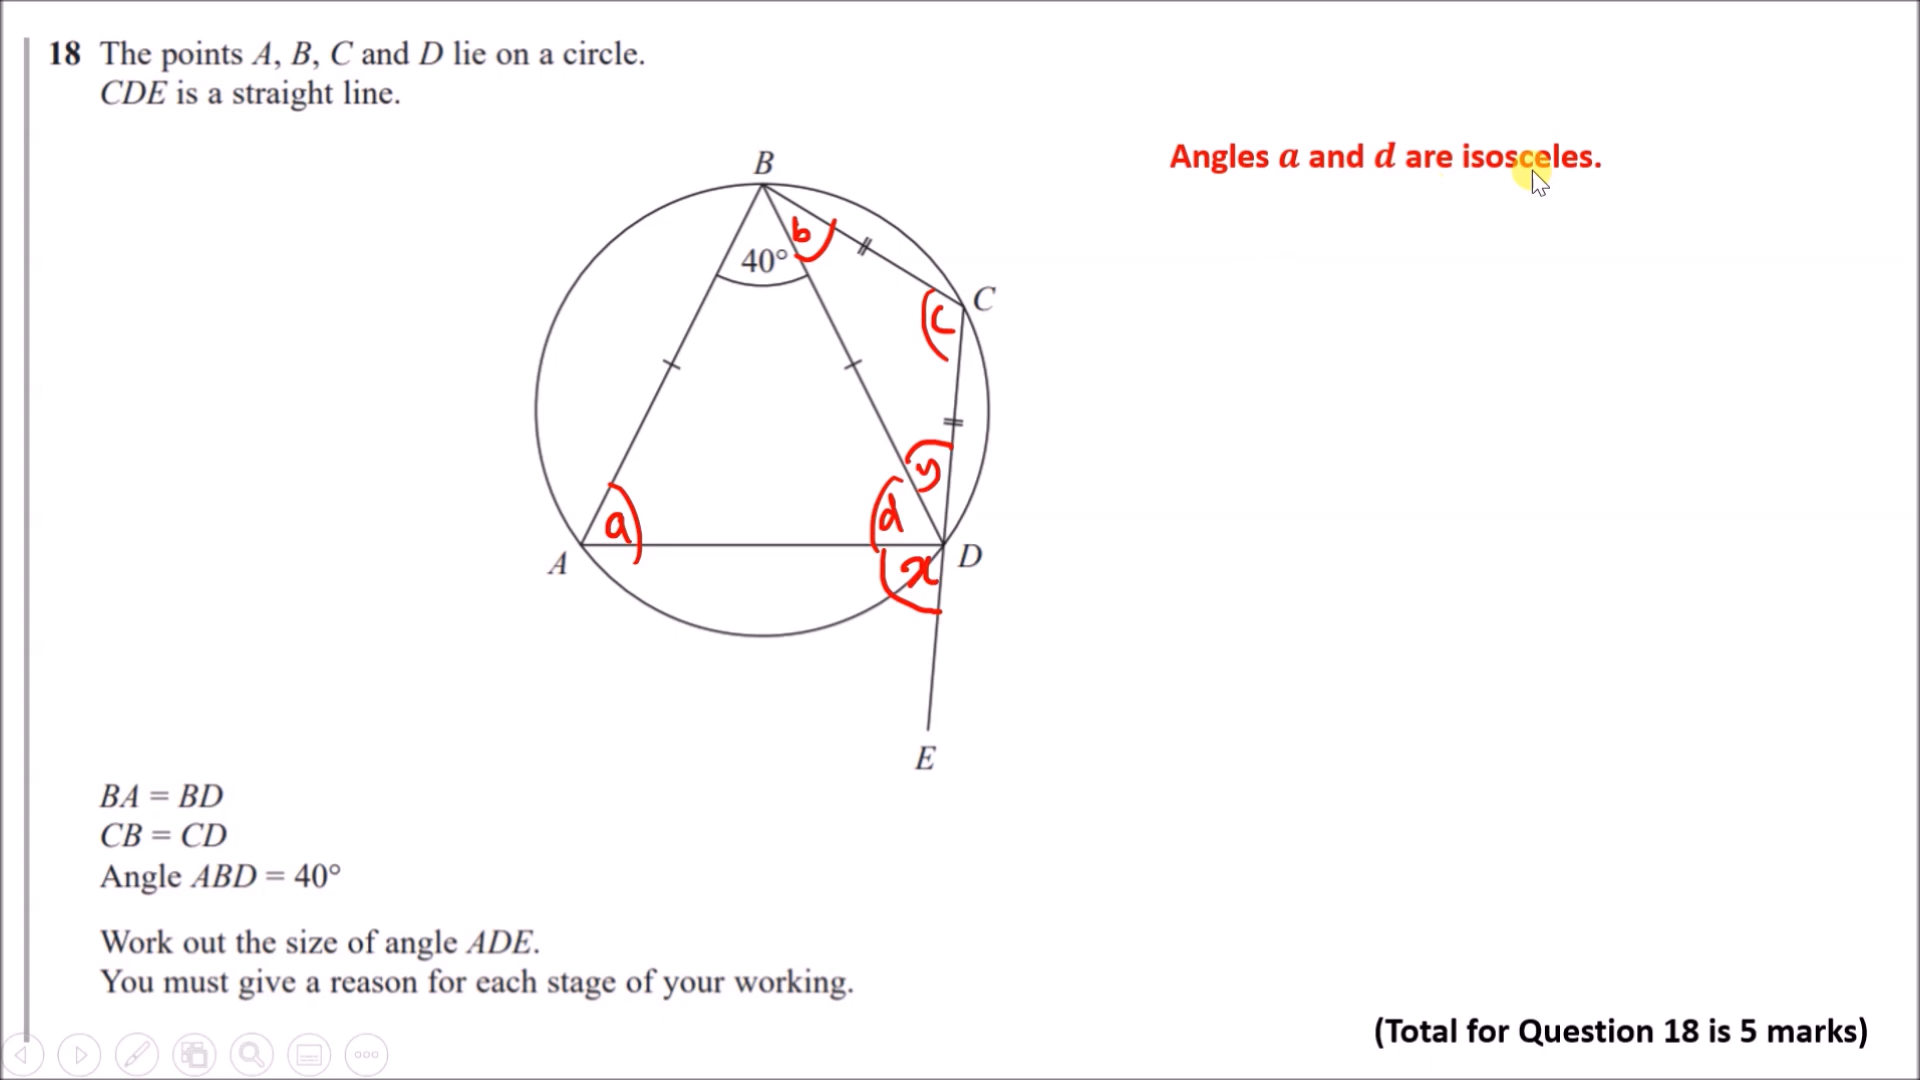 18 The points A, B, C and D lie on a circle.
CDE is a straight line.
Angles a and d are isosceles.
B
b
40°
C
c
y
d
a
A
x
D
E
BA = BD
CB = CD
Angle ABD = 40°
Work out the size of angle ADE.
You must give a reason for each stage of your working.
(Total for Question 18 is 5 marks)